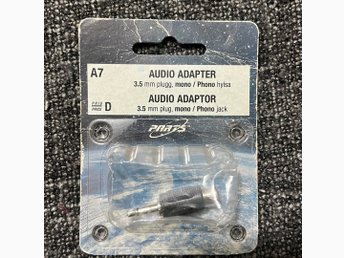 A7
AUDIO ADAPTER
3.5 mm plugg, mono / Phono hylsa
D
AUDIO ADAPTOR
3.5 mm plug, mono / Phono jack
PARTS